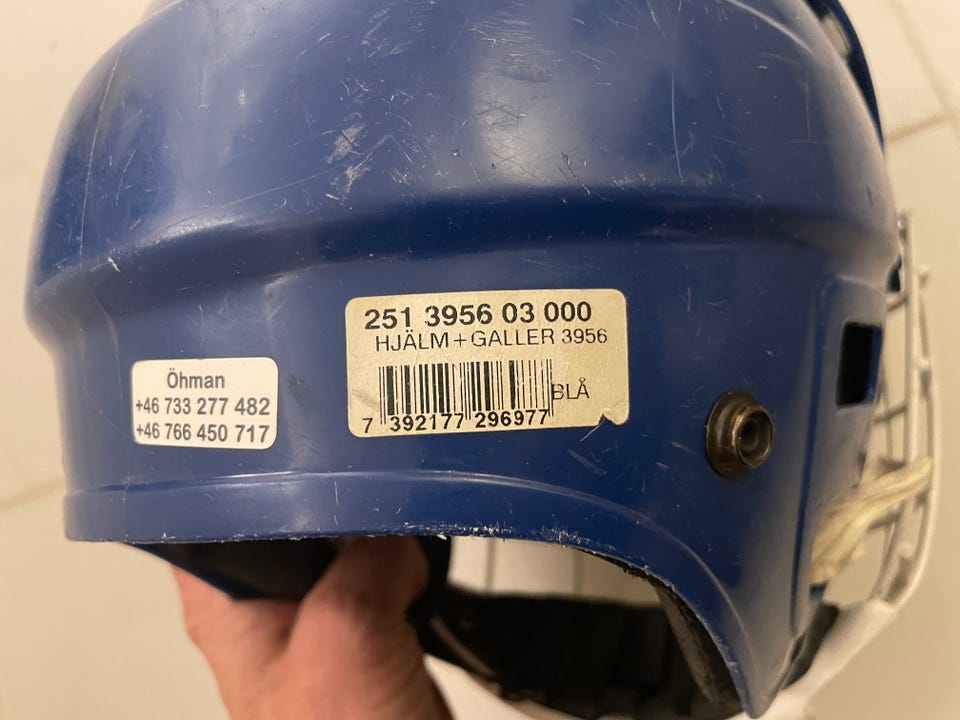 251 3956 03 000
HJÄLM+GALLER 3956
BLÅ
7 392177 296977
Öhman
+46 733 277 482
+46 766 450 717